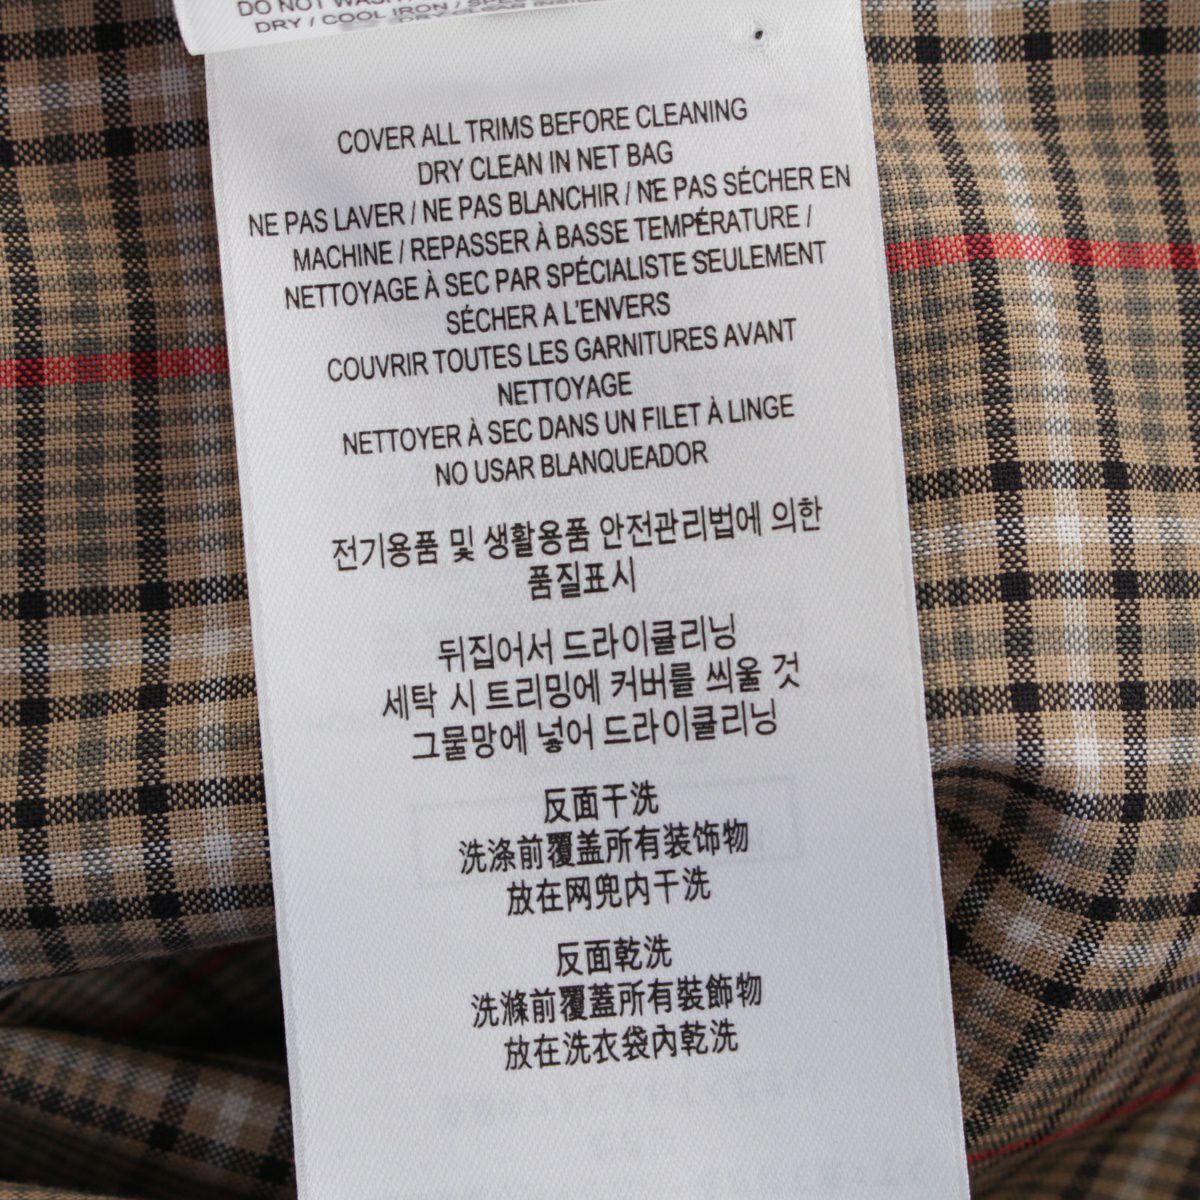 DO NOT WASH
DRY / COOL IRON /
COVER ALL TRIMS BEFORE CLEANING
DRY CLEAN IN NET BAG
NE PAS LAVER / NE PAS BLANCHIR / NE PAS SÉCHER EN
MACHINE / REPASSER À BASSE TEMPÉRATURE /
NETTOYAGE À SEC PAR SPÉCIALISTE SEULEMENT
SÉCHER A L'ENVERS
COUVRIR TOUTES LES GARNITURES AVANT
NETTOYAGE
NETTOYER À SEC DANS UN FILET À LINGE
NO USAR BLANQUEADOR
전기용품 및 생활용품 안전관리법에 의한
품질표시
뒤집어서 드라이클리닝
세탁 시 트리밍에 커버를 씌울 것
그물망에 넣어 드라이클리닝
反面干洗
洗涤前覆盖所有装饰物
放在网兜内干洗
反面乾洗
洗滌前覆蓋所有裝飾物
放在洗衣袋內乾洗